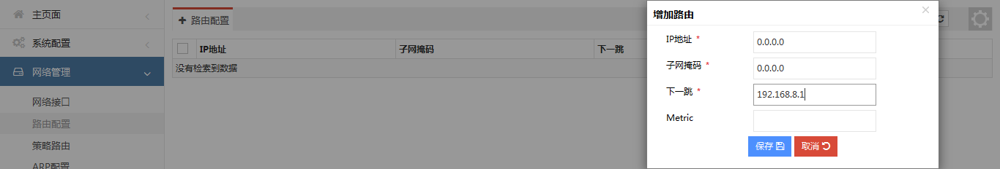 主页面
系统配置
网络管理
网络接口
路由配置
策略路由
ARP配置
路由配置
IP地址 子网掩码 下一跳
没有检索到数据
增加路由
IP地址 * 0.0.0.0
子网掩码 * 0.0.0.0
下一跳 * 192.168.8.1
Metric
保存 取消